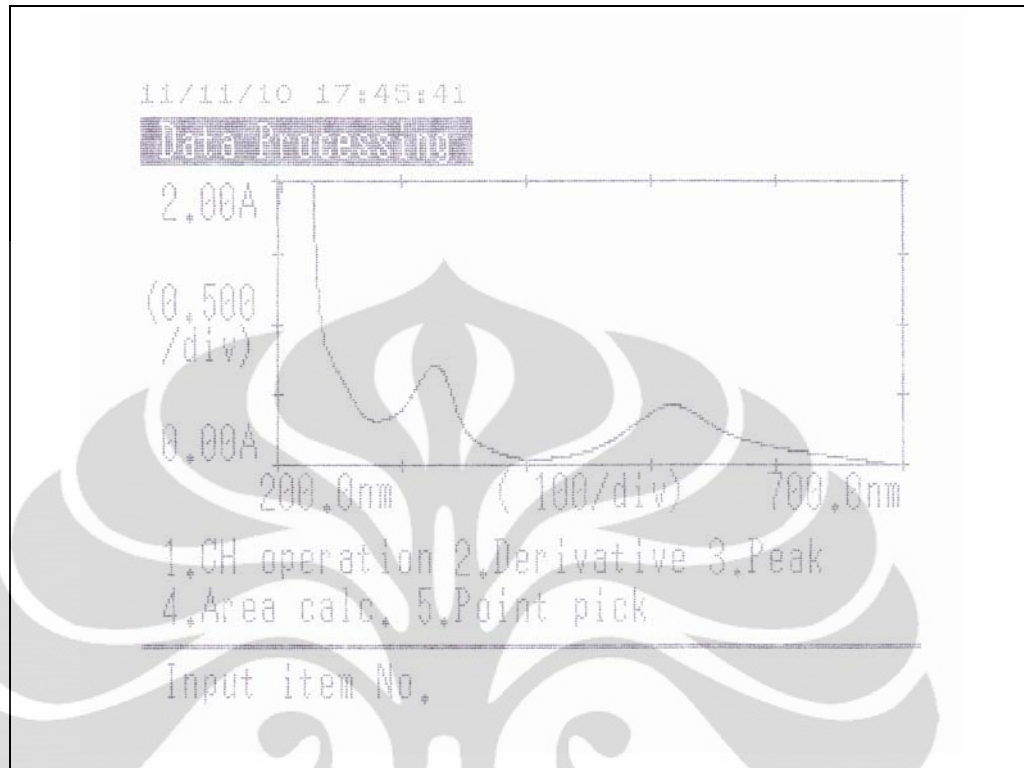 11/11/10 17:45:41
Data Processing
2.00A
(0.500
/div)
0.00A
200.0nm ( 100/div) 700.0nm
1.CH operation 2.Derivative 3.Peak
4.Area calc. 5.Point pick
Input item No.